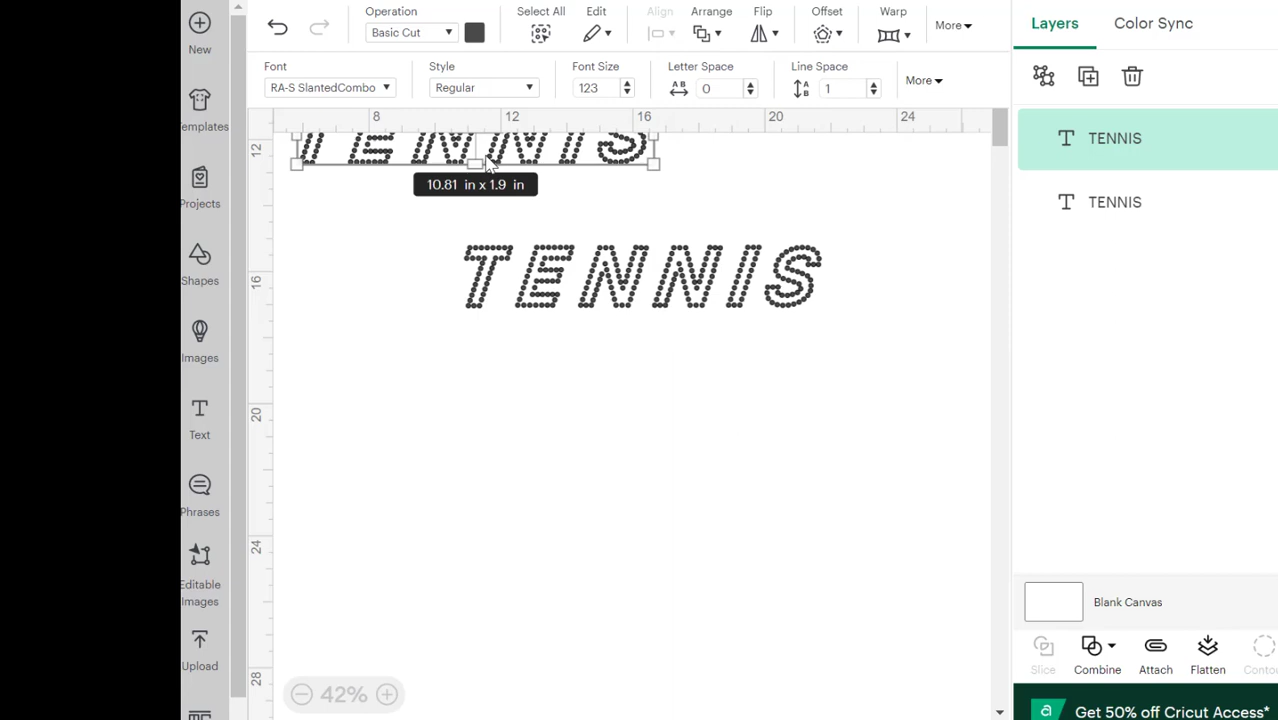 Operation Select All Edit Align Arrange Flip Offset Warp
Basic Cut More
Font Style Font Size Letter Space Line Space
RA-S SlantedCombo Regular 123 0 1 More
8 12 16 20 24
12
16
20
24
28
TENNIS
10.81 in x 1.9 in
TENNIS
42%
New
Templates
Projects
Shapes
Images
Text
Phrases
Editable
Images
Upload
Layers Color Sync
TENNIS
TENNIS
Blank Canvas
Slice Combine Attach Flatten Conto
a Get 50% off Cricut Access*